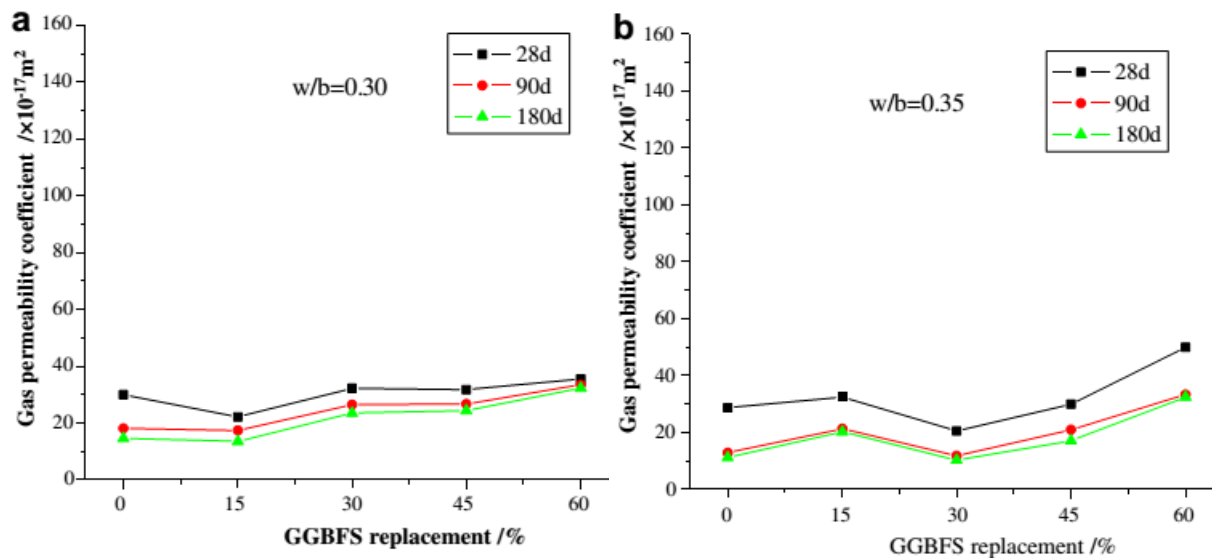 a
Gas permeability coefficient /×10⁻¹⁷m²
160
140
120
100
80
60
40
20
0
w/b=0.30
28d
90d
180d
0 15 30 45 60
GGBFS replacement /%
b
Gas permeability coefficient /×10⁻¹⁷m²
160
140
120
100
80
60
40
20
0
w/b=0.35
28d
90d
180d
0 15 30 45 60
GGBFS replacement /%